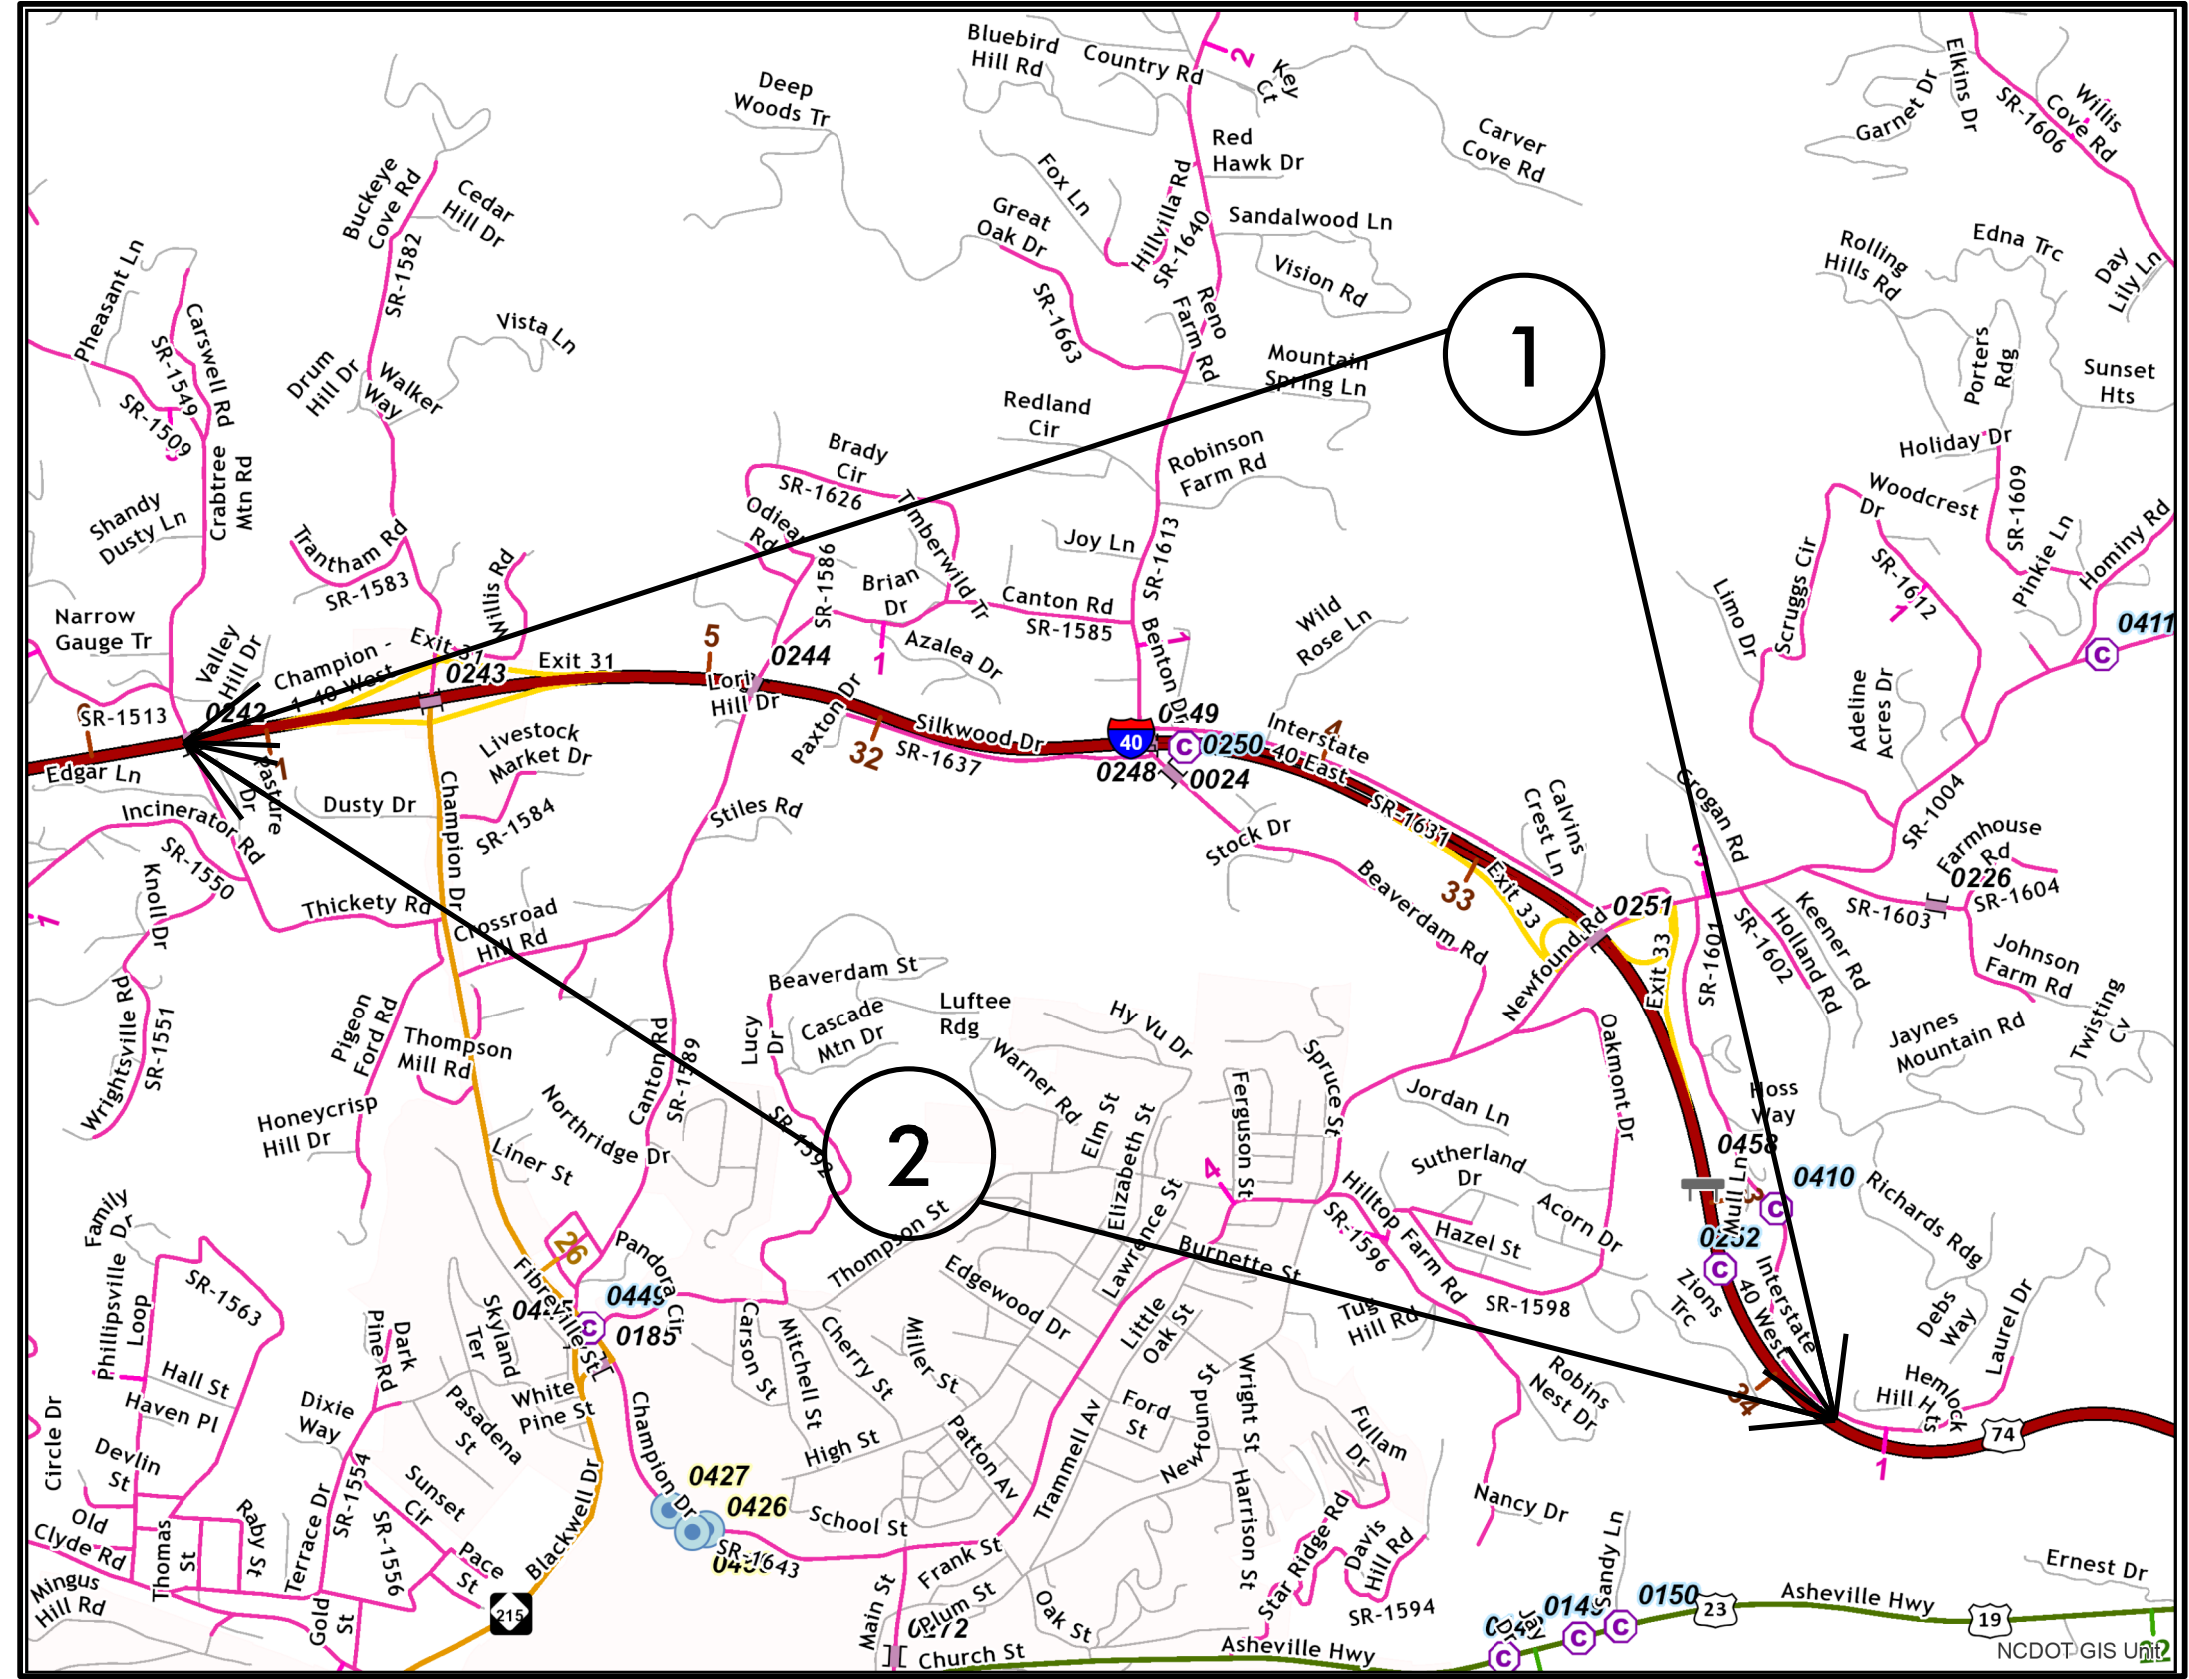 Bluebird
Hill Rd
Country Rd
2
Key
Ct
Deep
Woods Tr
Elkins Dr
Garnet Dr
SR-1606
Willis
Cove Rd
Carver
Cove Rd
Red
Hawk Dr
Fox Ln
Hillvilla Rd
SR-1640
Great
Oak Dr
Sandalwood Ln
Vision Rd
Buckeye
Cove Rd
Cedar
Hill Dr
SR-1582
Pheasant Ln
Carswell Rd
SR-1549
SR-1509
Vista Ln
Drum
Hill Dr
Walker
Way
SR-1663
Reno
Farm Rd
Mountain
Spring Ln
1
Rolling
Hills Rd
Edna Trc
Day
Lily Ln
Porters
Rdg
Sunset
Hts
Redland
Cir
Robinson
Farm Rd
Brady
Cir
SR-1626
Odiear
Rd
Timberwild Tr
Joy Ln
SR-1613
Holiday Dr
Woodcrest
Dr
SR-1609
Pinkie Ln
Hominy Rd
Shandy
Dusty Ln
Crabtree
Mtn Rd
Trantham Rd
SR-1583
Willis Rd
SR-1586
Brian
Dr
Canton Rd
SR-1585
Azalea Dr
1
Benton Dr
1
Wild
Rose Ln
Limo Dr
Scruggs Cir
SR-1612
1
0411
C
Narrow
Gauge Tr
Valley
Hill Dr
Champion -
1-40 West
Exit 31
Exit 31
0243
5
0244
Lori
Hill Dr
SR-1513
0242
Edgar Ln
1
Pasture
Dr
Livestock
Market Dr
Paxton Dr
32
Silkwood Dr
SR-1637
40
C
0250
0248
0024
Interstate
40 East
4
SR-1631
Adeline
Acres Dr
Incinerator Rd
SR-1550
Dusty Dr
Champion Dr
SR-1584
Stiles Rd
Stock Dr
Beaverdam Rd
33
Exit 33
Calvins
Crest Ln
Grogan Rd
3
SR-1004
Farmhouse
Rd
0226
SR-1604
SR-1603
Knoll Dr
1
Thickety Rd
Crossroad
Hill Rd
0251
Newfound Rd
Exit 33
SR-1601
SR-1602
Holland Rd
Keener Rd
Johnson
Farm Rd
Wrightsville Rd
SR-1551
Pigeon
Ford Rd
Thompson
Mill Rd
Beaverdam St
Lucy
Dr
Cascade
Mtn Dr
Luftee
Rdg
Warner Rd
Hy Vu Dr
Jaynes
Mountain Rd
Twisting
Cv
Honeycrisp
Hill Dr
Northridge Dr
Canton Rd
SR-1589
SR-1592
2
Elm St
Elizabeth St
Ferguson St
Spruce St
Jordan Ln
Oakmont Dr
Hoss
Way
0458
Liner St
Thompson St
Lawrence St
4
Hilltop Farm Rd
SR-1596
Sutherland
Dr
Acorn Dr
Hazel St
Mull Ln
0410
C
Richards Rdg
Family
Dr
Phillipsville
Loop
SR-1563
26
Fibreville St
Pandora Cir
0449
C
0185
Edgewood Dr
Burnette St
SR-1598
Zions
Trc
C
Interstate
40 West
Debs
Way
Laurel Dr
Dark
Pine Rd
Skyland
Ter
Carson St
Mitchell St
Cherry St
Miller St
Little
Oak St
Tug
Hill Rd
Hall St
Haven Pl
Dixie
Way
Pasadena
St
White
Pine St
Champion Dr
High St
Patton Av
Trammell Av
Ford
St
Newfound St
Wright St
Fullam
Dr
Robins
Nest Dr
34
Hemlock
Hill Hts
1
74
Circle Dr
Devlin
St
Old
Clyde Rd
Thomas
St
Raby St
Terrace Dr
SR-1554
Sunset
Cir
SR-1556
Pace
St
Blackwell Dr
0427
0426
School St
SR-1643
Harrison St
Star Ridge Rd
Davis
Hill Rd
Nancy Dr
Sandy Ln
Mingus
Hill Rd
Gold
St
215
Main St
Frank St
Plum St
Church St
Oak St
SR-1594
Asheville Hwy
C
C
C
0150
23
Asheville Hwy
19
Ernest Dr
NCDOT GIS Unit